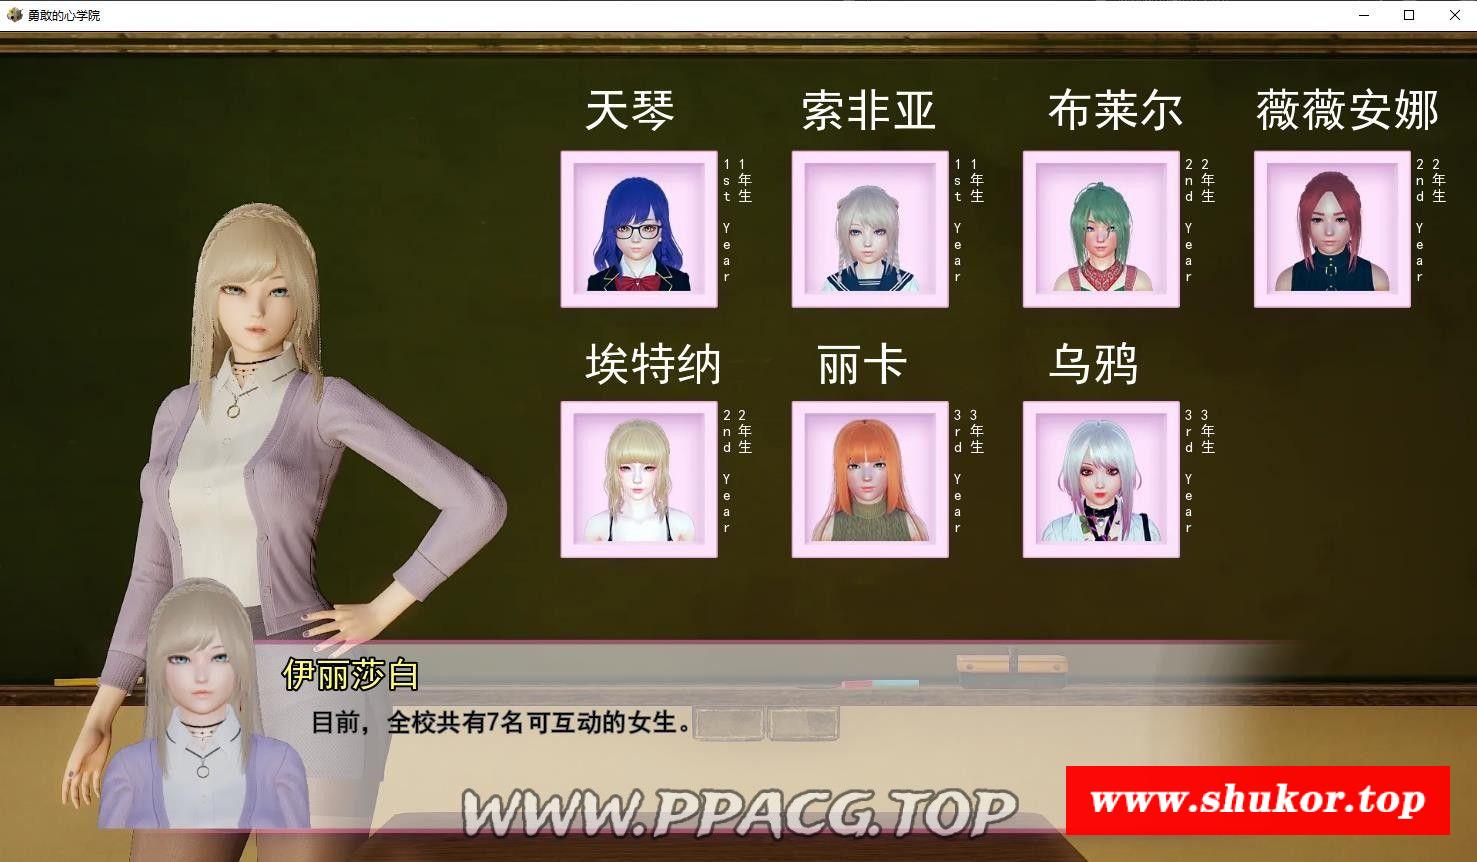 勇敢的心学院
天琴
索非亚
布莱尔
薇薇安娜
1年生
1st Year
1年生
1st Year
2年生
2nd Year
2年生
2nd Year
埃特纳
丽卡
乌鸦
2年生
2nd Year
3年生
3rd Year
3年生
3rd Year
伊丽莎白
目前，全校共有7名可互动的女生。
WWW.PPACG.TOP
www.shukor.top